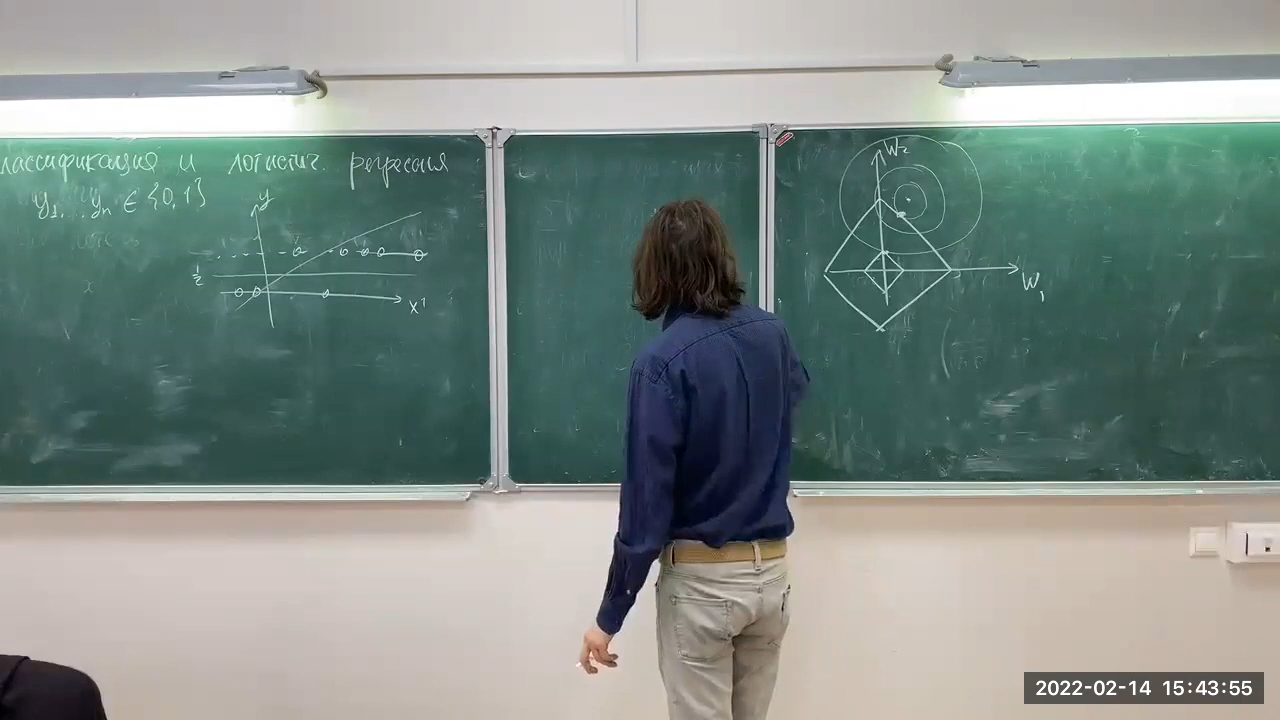 лассификация и логистич. регрессия
y₁...yₙ ∈ {0,1}
y
1/2
x¹
w₂
w₁
2022-02-14 15:43:55